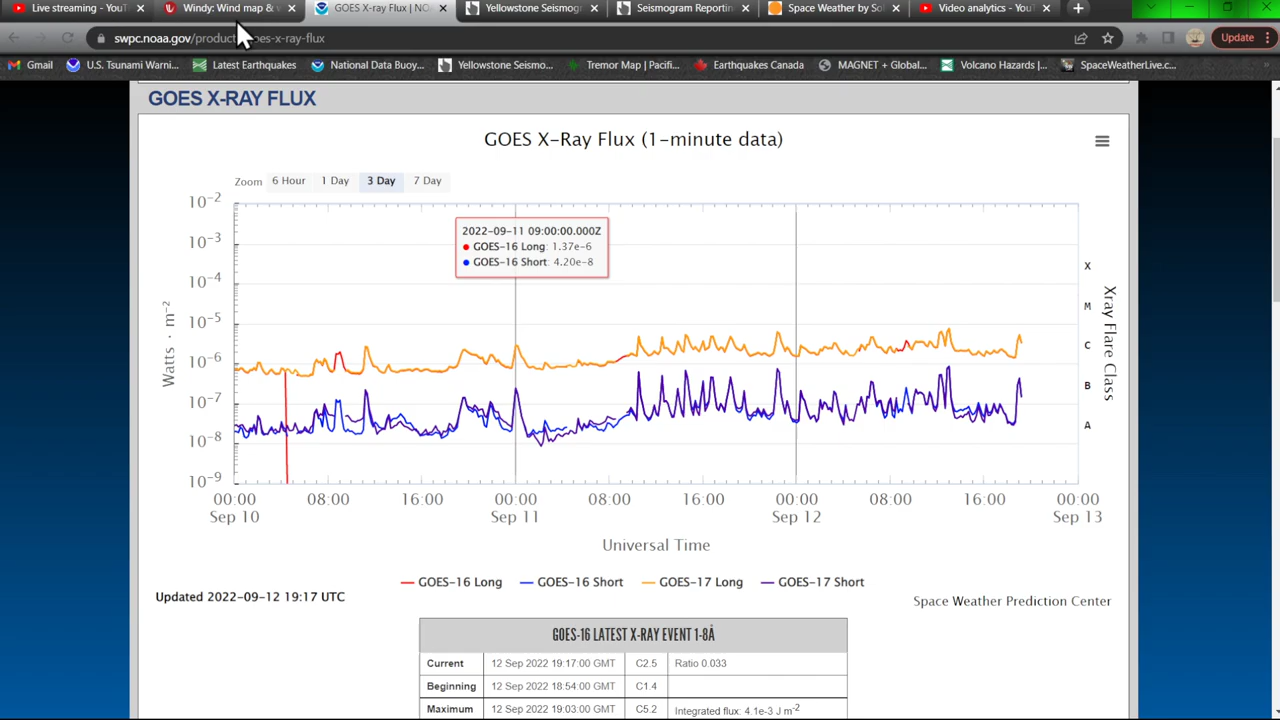 Live streaming - YouT
Windy: Wind map & w
GOES X-ray Flux | NO
Yellowstone Seismog
Seismogram Reportin
Space Weather by Sol
Video analytics - YouT
swpc.noaa.gov/product
oes-x-ray-flux
Update
Gmail
U.S. Tsunami Warni...
Latest Earthquakes
National Data Buoy...
Yellowstone Seismo...
Tremor Map | Pacifi...
Earthquakes Canada
MAGNET + Global...
Volcano Hazards |...
SpaceWeatherLive.c...
GOES X-RAY FLUX
GOES X-Ray Flux (1-minute data)
Zoom 6 Hour 1 Day 3 Day 7 Day
2022-09-11 09:00:00.000Z
GOES-16 Long: 1.37e-6
GOES-16 Short: 4.20e-8
10⁻²
10⁻³
10⁻⁴
10⁻⁵
10⁻⁶
10⁻⁷
10⁻⁸
10⁻⁹
Watts · m⁻²
X
M
C
B
A
Xray Flare Class
00:00 08:00 16:00 00:00 08:00 16:00 00:00 08:00 16:00 00:00
Sep 10 Sep 11 Sep 12 Sep 13
Universal Time
GOES-16 Long GOES-16 Short GOES-17 Long GOES-17 Short
Updated 2022-09-12 19:17 UTC
Space Weather Prediction Center
GOES-16 LATEST X-RAY EVENT 1-8Å
Current 12 Sep 2022 19:17:00 GMT C2.5 Ratio 0.033
Beginning 12 Sep 2022 18:54:00 GMT C1.4
Maximum 12 Sep 2022 19:03:00 GMT C5.2 Integrated flux: 4.1e-3 J m⁻²